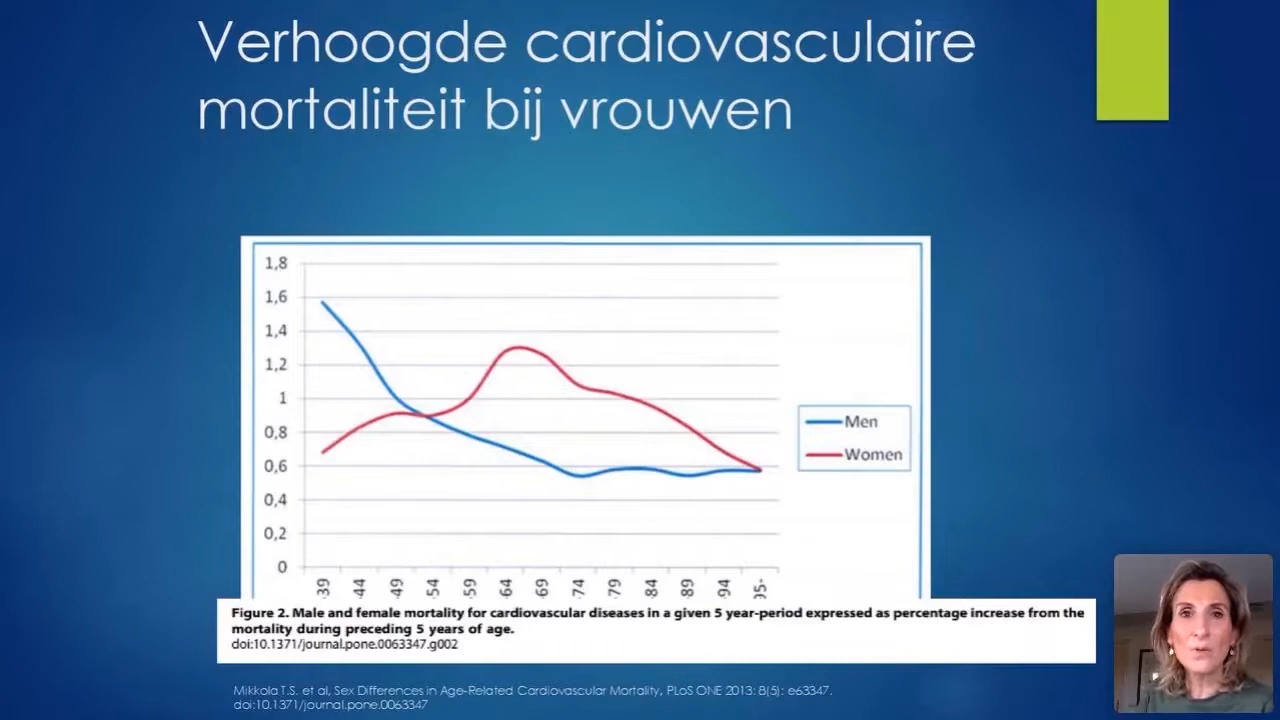 Verhoogde cardiovasculaire
mortaliteit bij vrouwen
1,8
1,6
1,4
1,2
1
0,8
0,6
0,4
0,2
0
Men
Women
39
44
49
54
59
64
69
74
79
84
89
94
Figure 2. Male and female mortality for cardiovascular diseases in a given 5 year-period expressed as percentage increase from the
mortality during preceding 5 years of age.
doi:10.1371/journal.pone.0063347.g002
Mikkola T.S. et al, Sex Differences in Age-Related Cardiovascular Mortality, PLoS ONE 2013: 8(5): e63347.
doi:10.1371/journal.pone.0063347